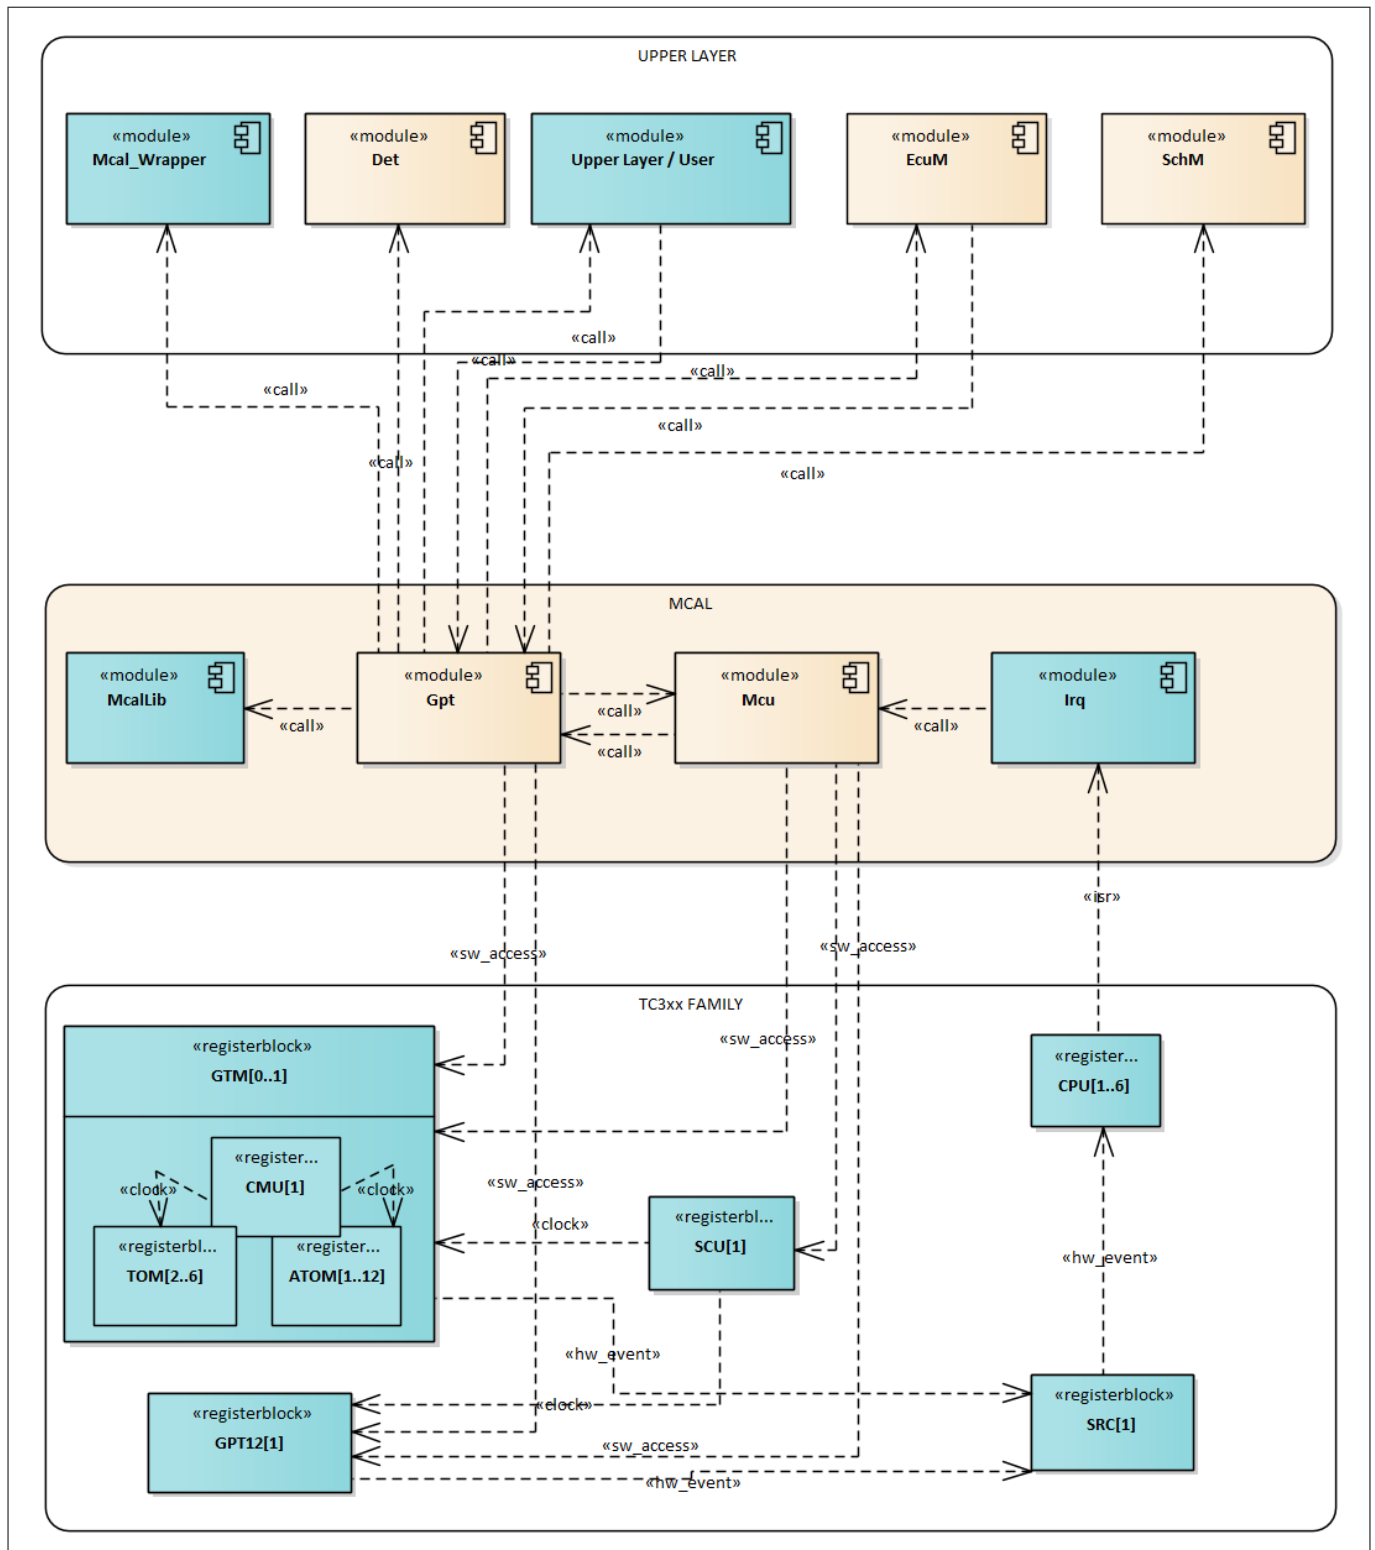 UPPER LAYER
«module»
Mcal_Wrapper
«module»
Det
«module»
Upper Layer / User
«module»
EcuM
«module»
SchM
«call»
«call»
«call»
«call»
«call»
«call»
«call»
MCAL
«module»
McalLib
«module»
Gpt
«module»
Mcu
«module»
Irq
«call»
«call»
«call»
«call»
«isr»
«sw_access»
«sw_access»
TC3xx FAMILY
«registerblock»
GTM[0..1]
«sw_access»
«register...
CPU[1..6]
«register...
CMU[1]
«clock»
«clock»
«sw_access»
«registerbl...
TOM[2..6]
«register...
ATOM[1..12]
«clock»
«registerbl...
SCU[1]
«hw_event»
«hw_event»
«registerblock»
GPT12[1]
«clock»
«registerblock»
SRC[1]
«sw_access»
«hw_event»